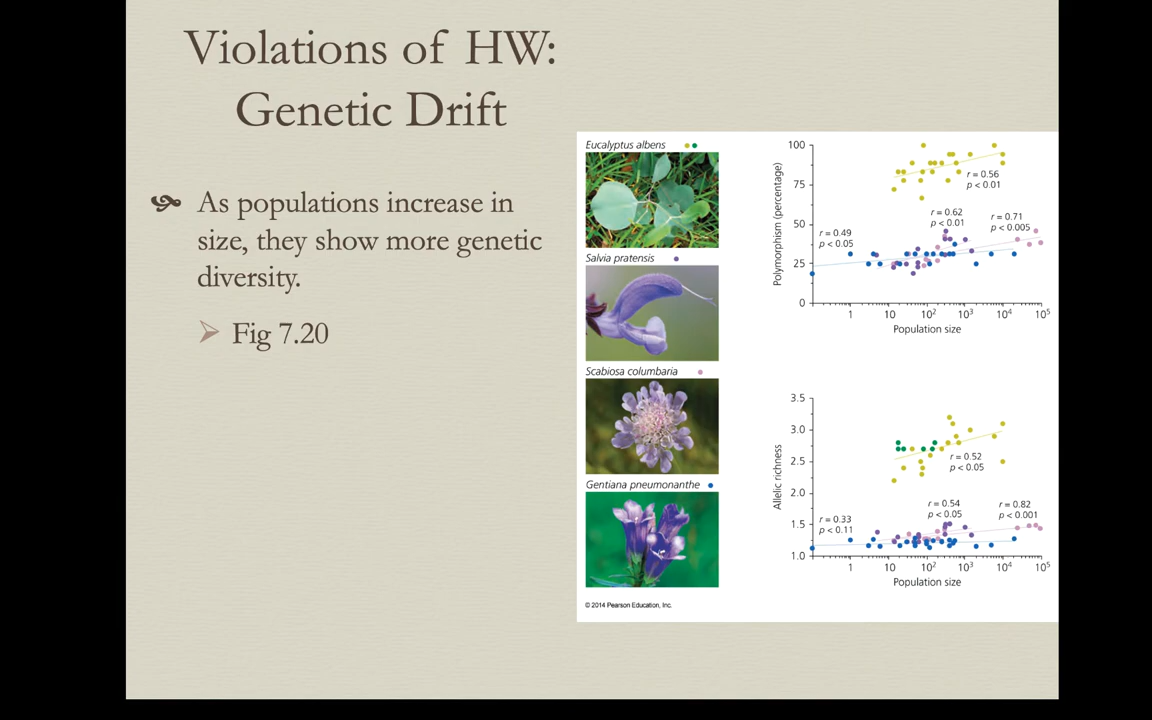 Violations of HW:
Genetic Drift
As populations increase in
size, they show more genetic
diversity.
Fig 7.20
Eucalyptus albens
Salvia pratensis
Scabiosa columbaria
Gentiana pneumonanthe
© 2014 Pearson Education, Inc.
Polymorphism (percentage)
100
75
50
25
0
r = 0.56
p < 0.01
r = 0.62
p < 0.01
r = 0.71
p < 0.005
r = 0.49
p < 0.05
1 10 10² 10³ 10⁴ 10⁵
Population size
Allelic richness
3.5
3.0
2.5
2.0
1.5
1.0
r = 0.52
p < 0.05
r = 0.54
p < 0.05
r = 0.82
p < 0.001
r = 0.33
p < 0.11
1 10 10² 10³ 10⁴ 10⁵
Population size